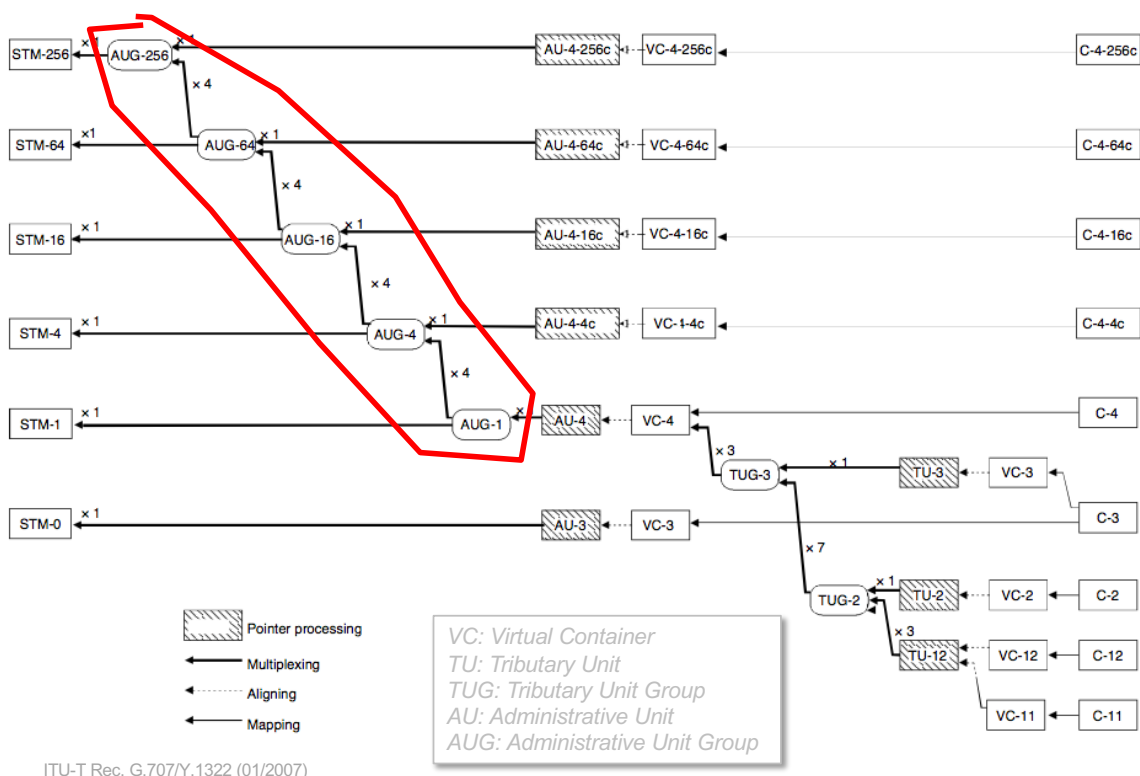 STM-256
× 1
AUG-256
× 1
AU-4-256c
VC-4-256c
C-4-256c
× 4
STM-64
×1
AUG-64
× 1
AU-4-64c
VC-4-64c
C-4-64c
× 4
STM-16
× 1
AUG-16
× 1
AU-4-16c
VC-4-16c
C-4-16c
× 4
STM-4
× 1
AUG-4
× 1
AU-4-4c
VC-4-4c
C-4-4c
× 4
STM-1
× 1
AUG-1
×
AU-4
VC-4
C-4
× 3
TUG-3
× 1
TU-3
VC-3
C-3
STM-0
× 1
AU-3
VC-3
× 7
TUG-2
× 1
TU-2
VC-2
C-2
× 3
TU-12
VC-12
C-12
VC-11
C-11
Pointer processing
Multiplexing
Aligning
Mapping
VC: Virtual Container
TU: Tributary Unit
TUG: Tributary Unit Group
AU: Administrative Unit
AUG: Administrative Unit Group
ITU-T Rec. G.707/Y.1322 (01/2007)